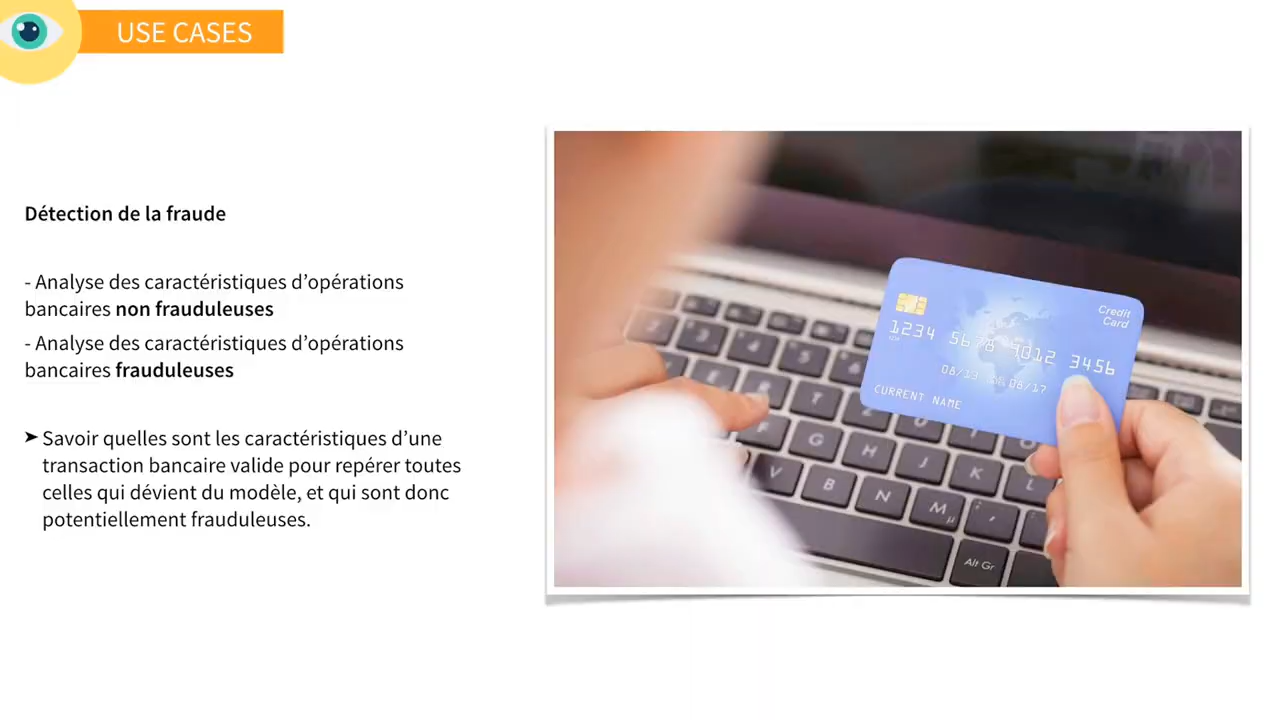 USE CASES
Détection de la fraude
- Analyse des caractéristiques d’opérations
bancaires non frauduleuses
- Analyse des caractéristiques d’opérations
bancaires frauduleuses
➤ Savoir quelles sont les caractéristiques d’une
transaction bancaire valide pour repérer toutes
celles qui dévient du modèle, et qui sont donc
potentiellement frauduleuses.
Credit
Card
1234 5678 9012 3456
08/13 08/17
CURRENT NAME
F G H J K L
V B N M
Alt Gr